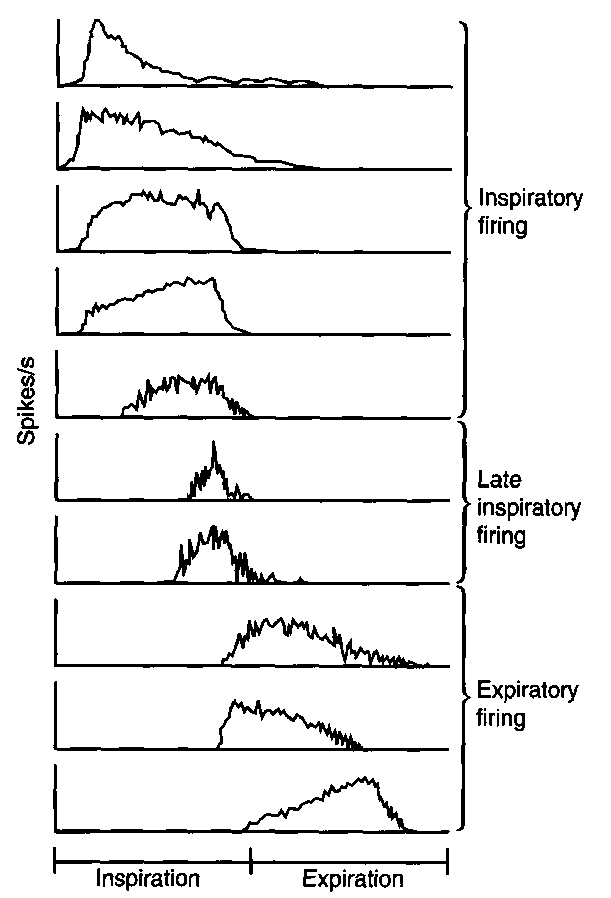 Inspiratory
firing
Spikes/s
Late
inspiratory
firing
Expiratory
firing
Inspiration
Expiration